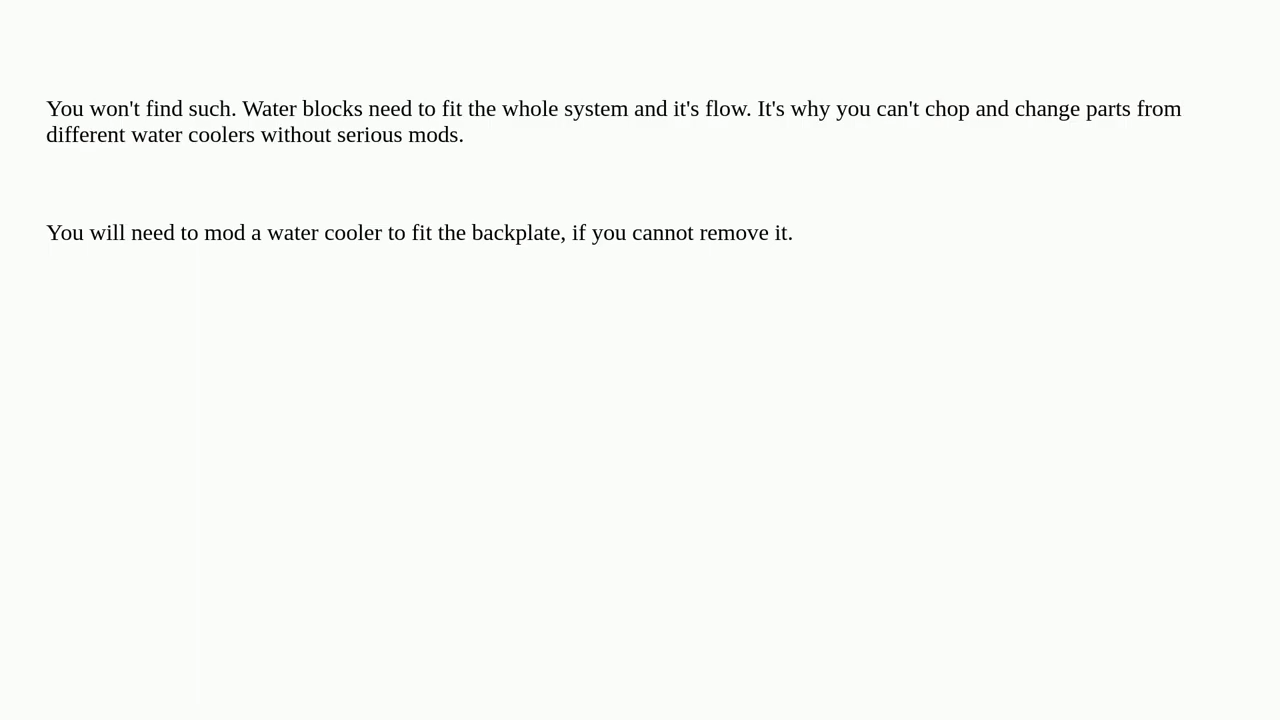 You won't find such. Water blocks need to fit the whole system and it's flow. It's why you can't chop and change parts from
different water coolers without serious mods.
You will need to mod a water cooler to fit the backplate, if you cannot remove it.